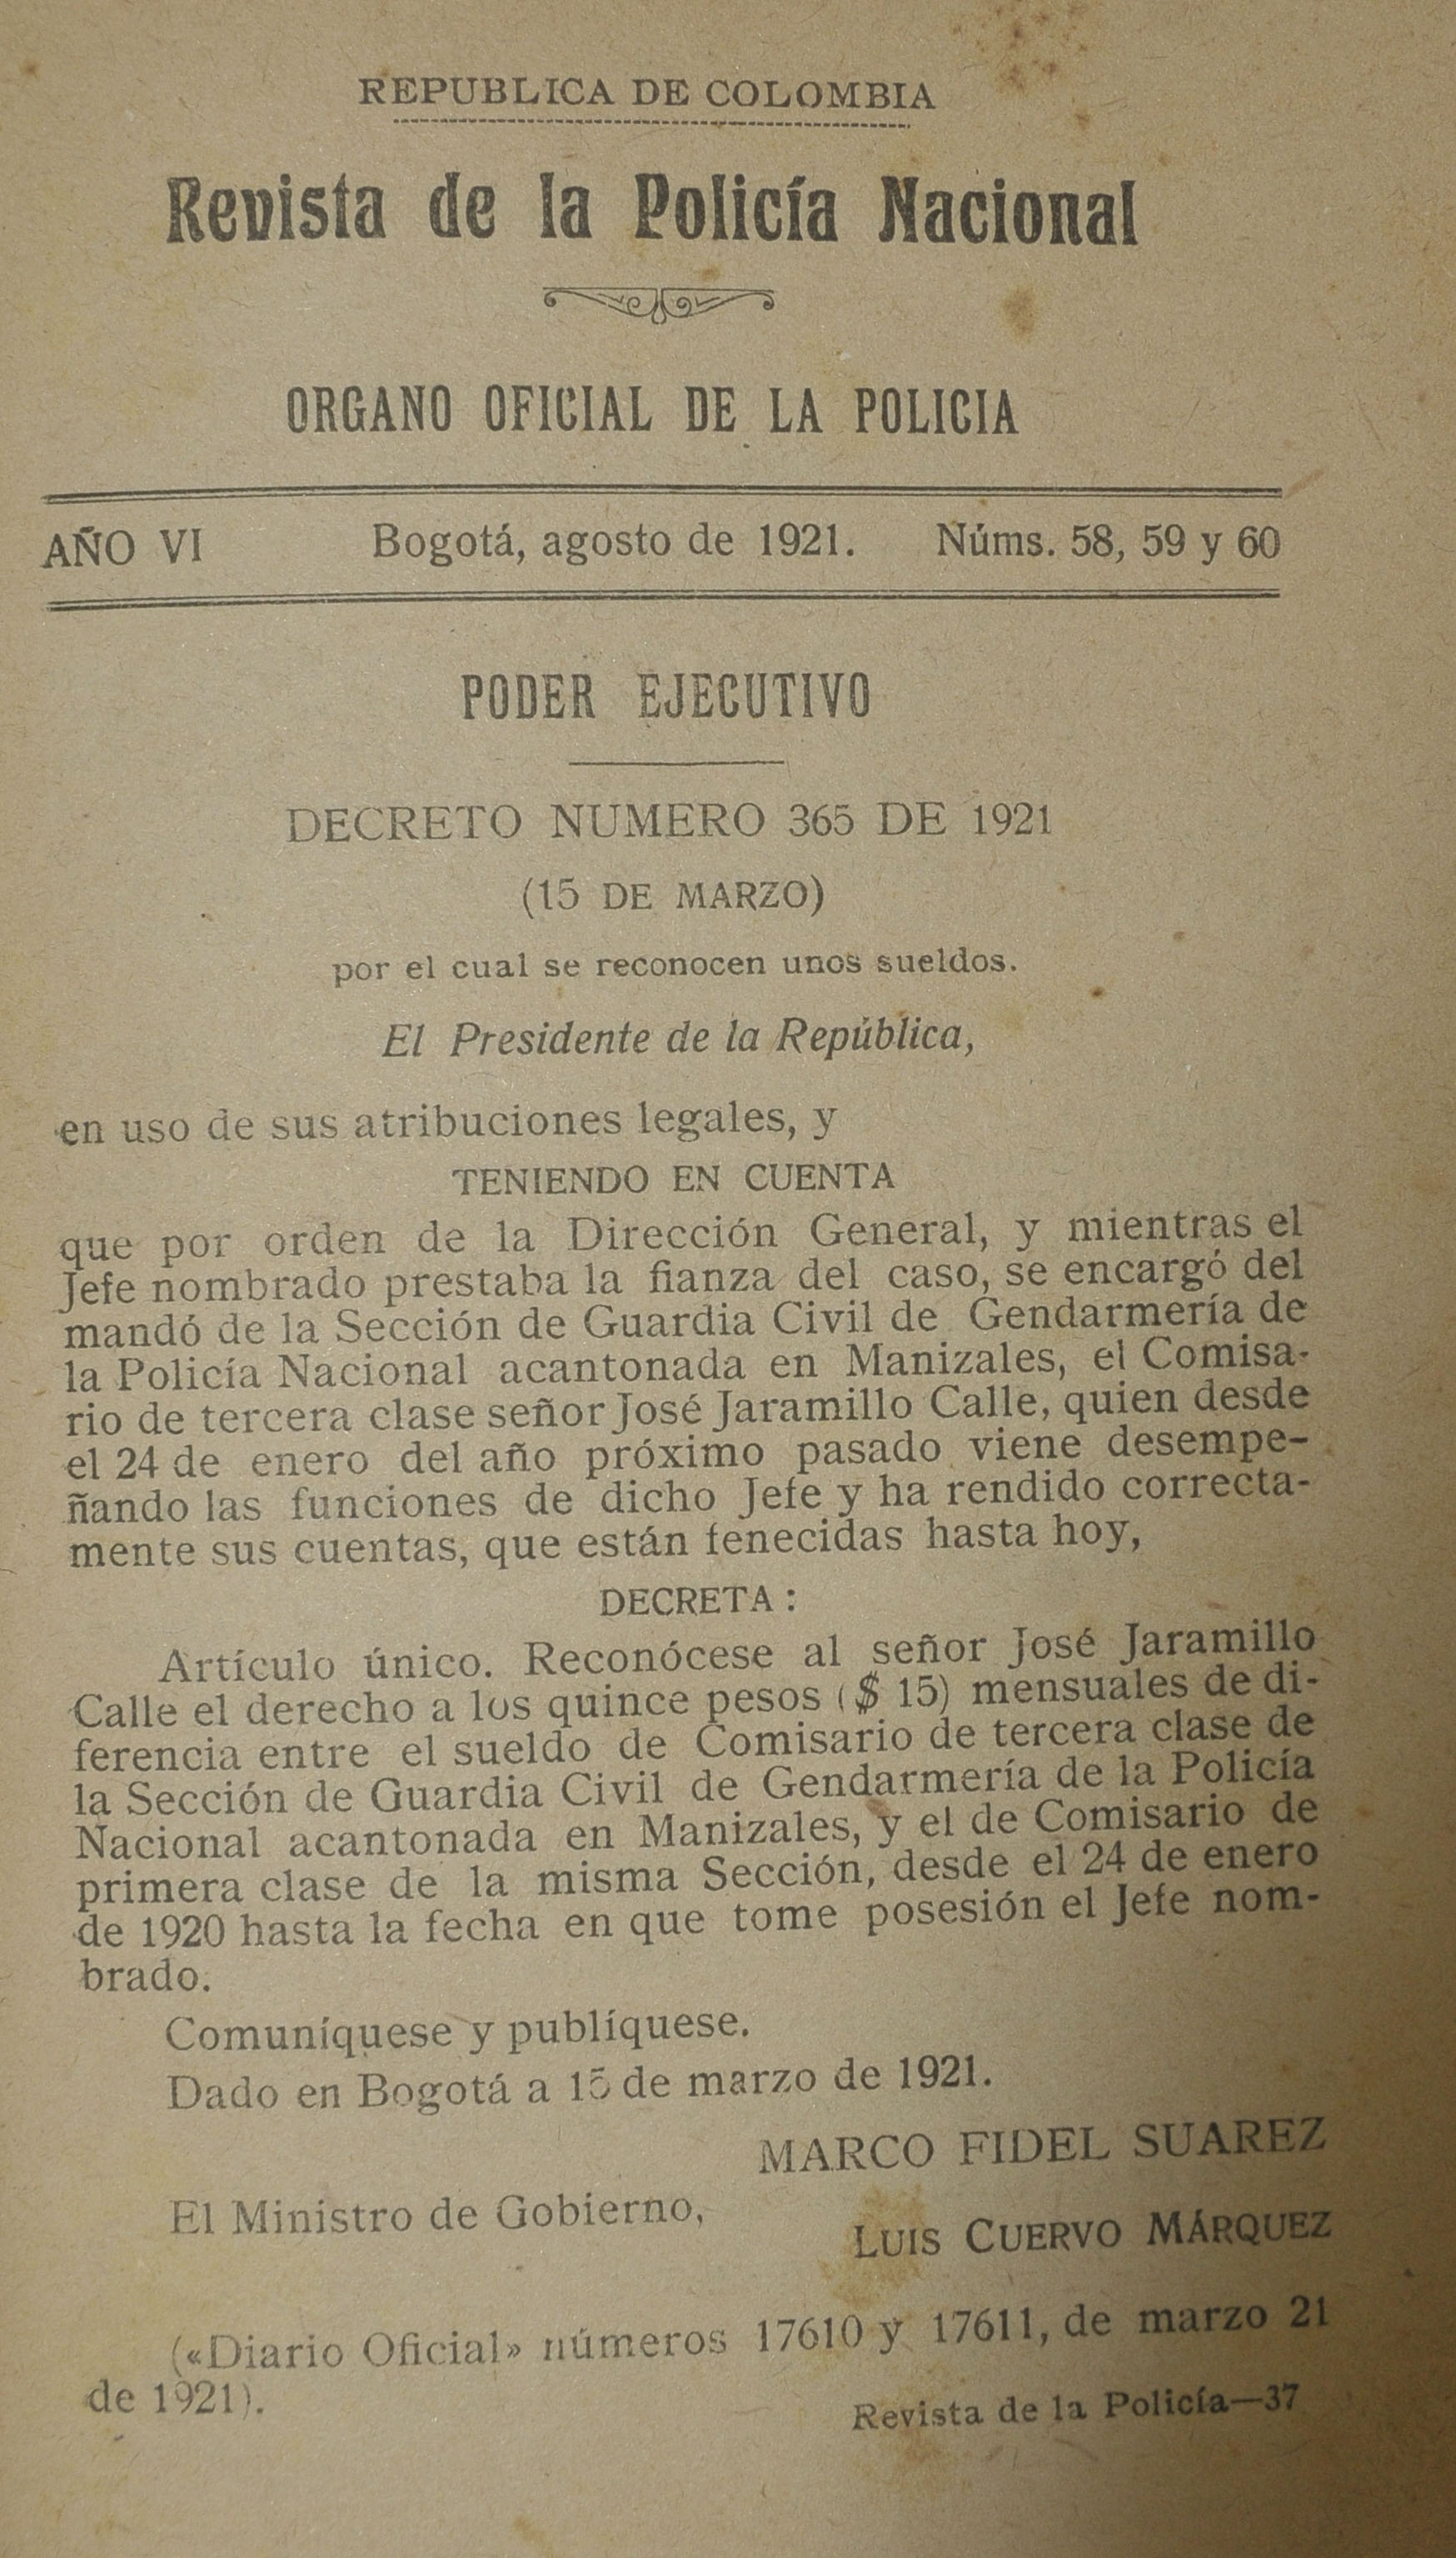 REPUBLICA DE COLOMBIA
Revista de la Policía Nacional
ORGANO OFICIAL DE LA POLICIA
AÑO VI Bogotá, agosto de 1921. Núms. 58, 59 y 60
PODER EJECUTIVO
DECRETO NUMERO 365 DE 1921
(15 DE MARZO)
por el cual se reconocen unos sueldos.
El Presidente de la República,
en uso de sus atribuciones legales, y
TENIENDO EN CUENTA
que por orden de la Dirección General, y mientras el
Jefe nombrado prestaba la fianza del caso, se encargó del
mandó de la Sección de Guardia Civil de Gendarmería de
la Policía Nacional acantonada en Manizales, el Comisa-
rio de tercera clase señor José Jaramillo Calle, quien desde
el 24 de enero del año próximo pasado viene desempe-
ñando las funciones de dicho Jefe y ha rendido correcta-
mente sus cuentas, que están fenecidas hasta hoy,
DECRETA:
Artículo único. Reconócese al señor José Jaramillo
Calle el derecho a los quince pesos ($ 15) mensuales de di-
ferencia entre el sueldo de Comisario de tercera clase de
la Sección de Guardia Civil de Gendarmería de la Policía
Nacional acantonada en Manizales, y el de Comisario de
primera clase de la misma Sección, desde el 24 de enero
de 1920 hasta la fecha en que tome posesión el Jefe nom-
brado.
Comuníquese y publíquese.
Dado en Bogotá a 15 de marzo de 1921.
MARCO FIDEL SUAREZ
El Ministro de Gobierno,
LUIS CUERVO MÁRQUEZ
(«Diario Oficial» números 17610 y 17611, de marzo 21
de 1921).
Revista de la Policía—37